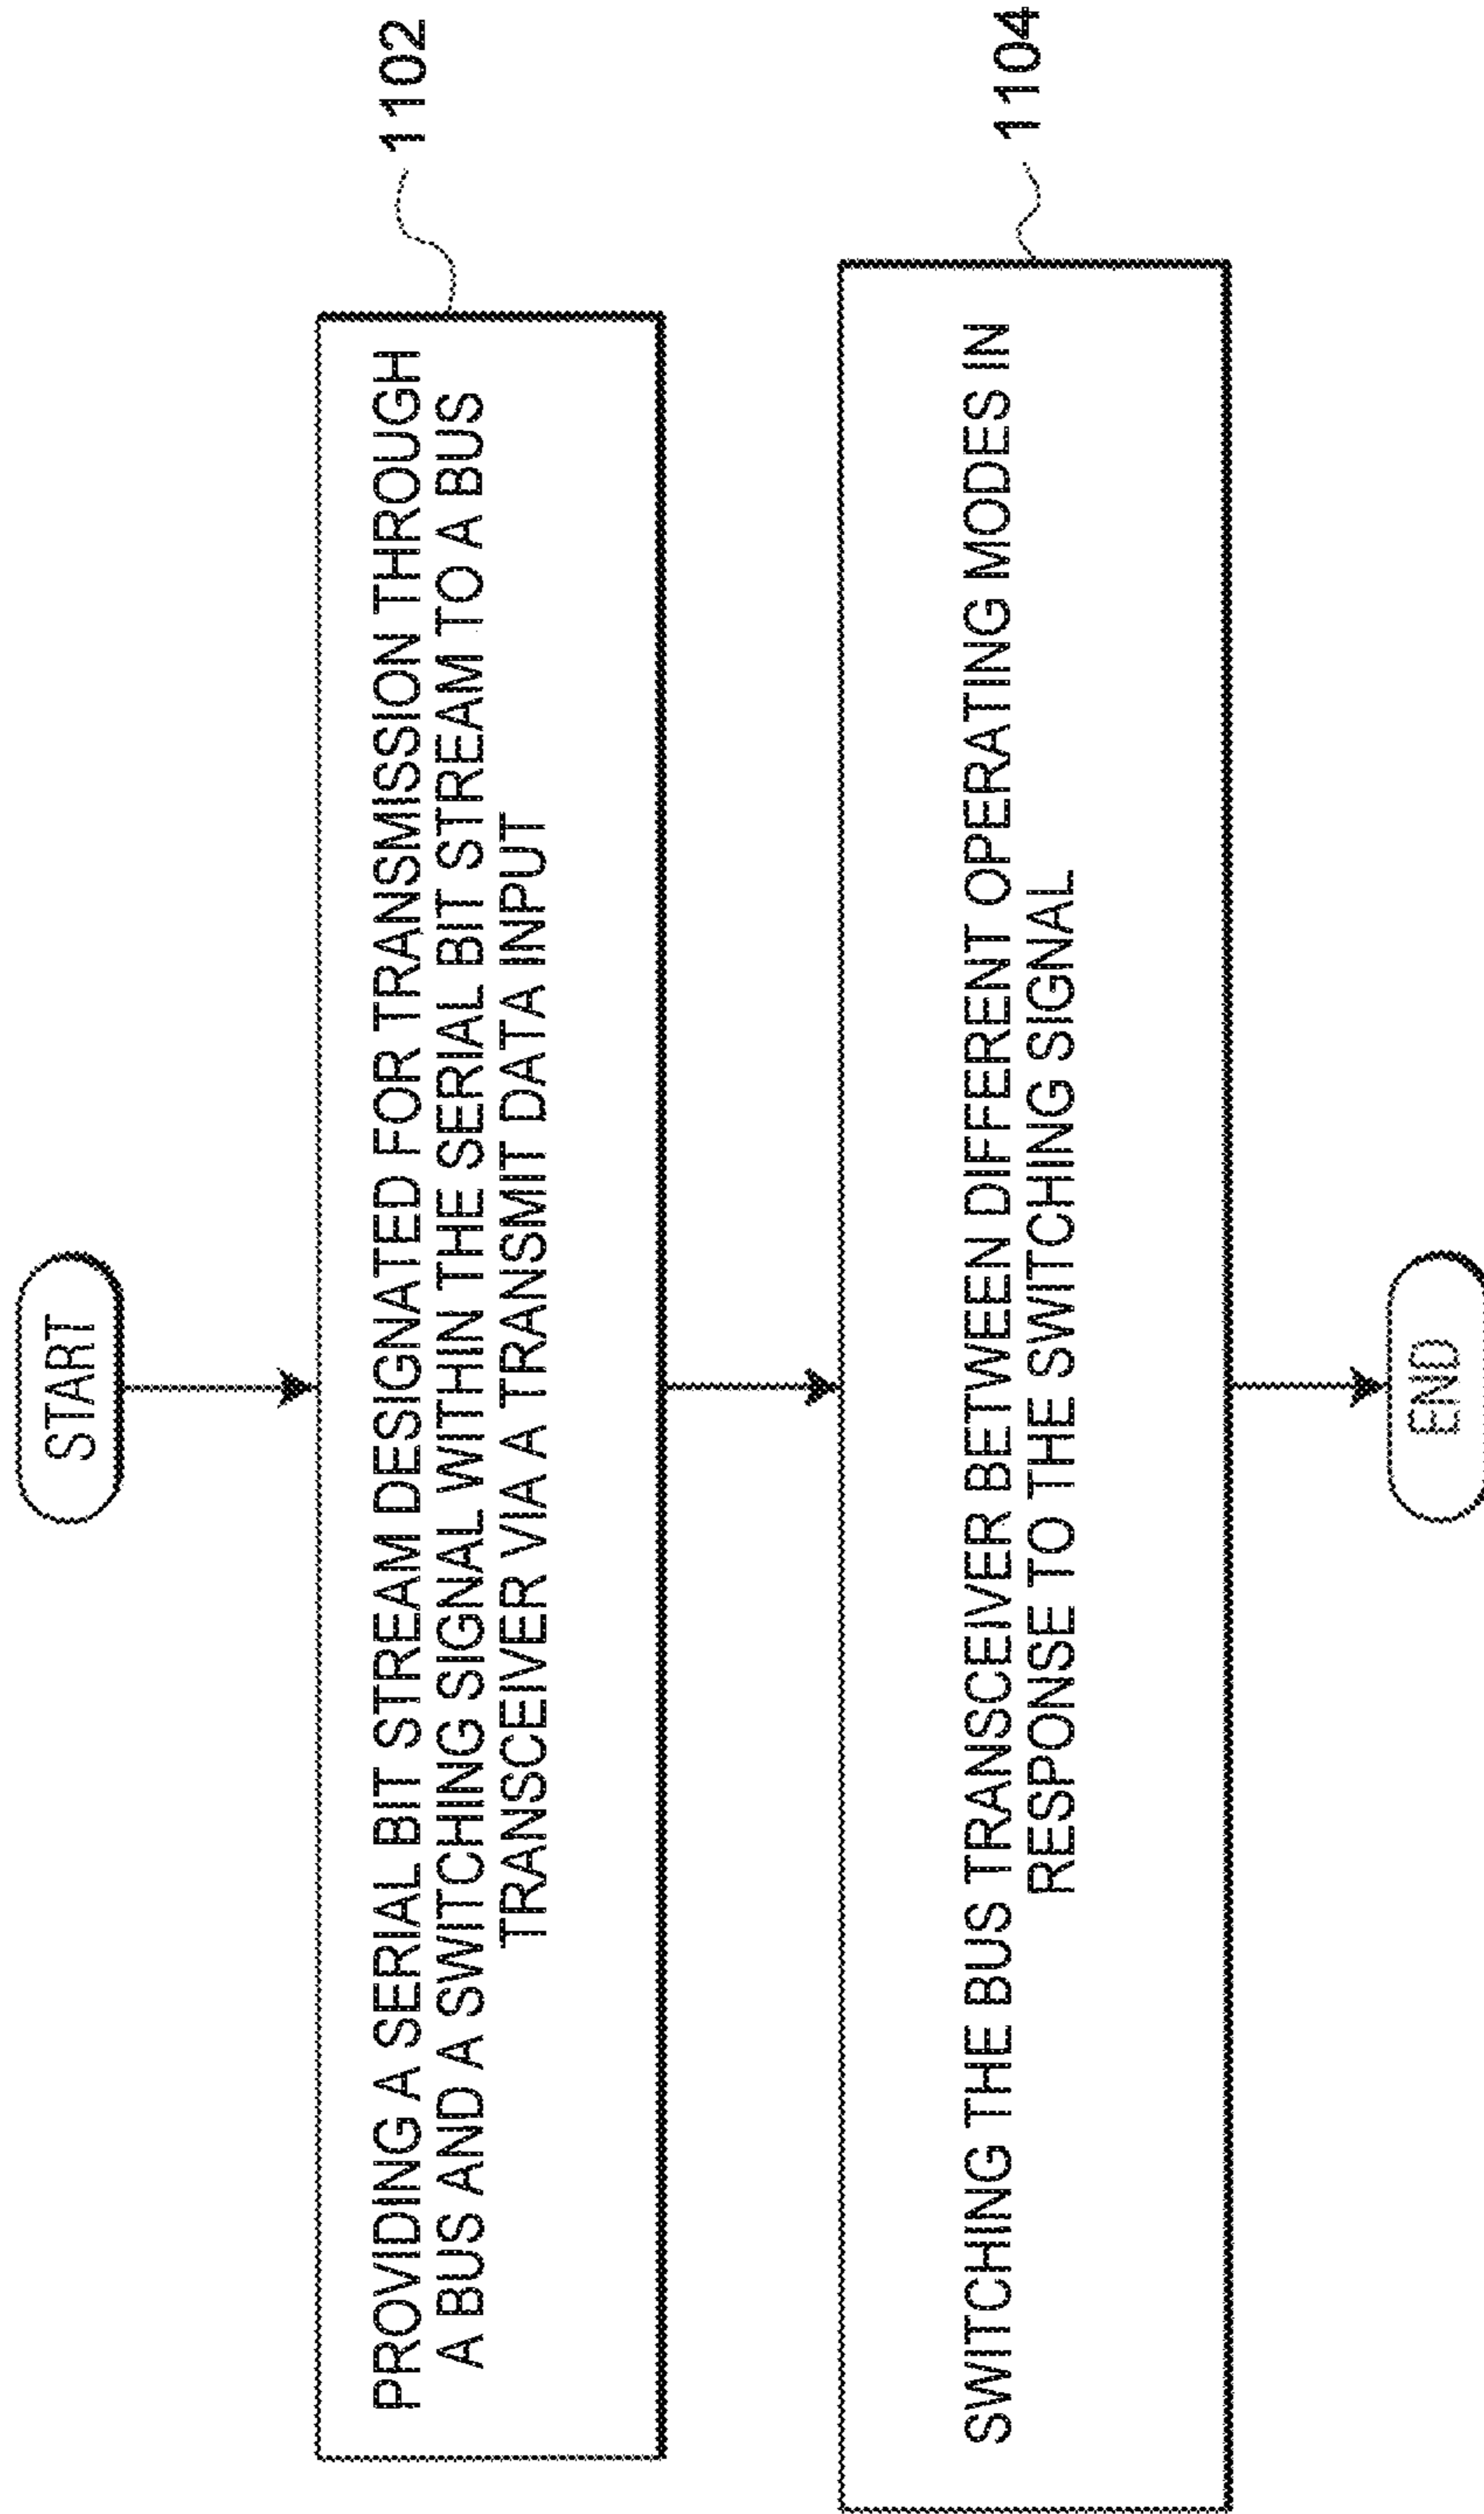 START
PROVIDING A SERIAL BIT STREAM DESIGNATED FOR TRANSMISSION THROUGH
A BUS AND A SWITCHING SIGNAL WITHIN THE SERIAL BIT STREAM TO A BUS
TRANSCEIVER VIA A TRANSMIT DATA INPUT
1102
SWITCHING THE BUS TRANSCEIVER BETWEEN DIFFERENT OPERATING MODES IN
RESPONSE TO THE SWITCHING SIGNAL
1104
END